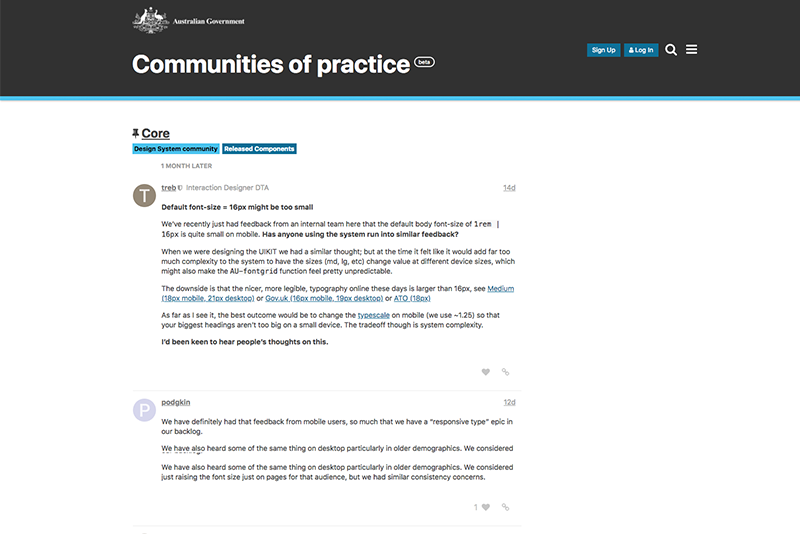 Australian Government
Communities of practice beta
Sign Up Log In
Core
Design System community Released Components
1 MONTH LATER
T treb Interaction Designer DTA 14d
Default font-size = 16px might be too small
We've recently just had feedback from an internal team here that the default body font-size of 1rem |
16px is quite small on mobile. Has anyone using the system run into similar feedback?
When we were designing the UIKIT we had a similar thought; but at the time it felt like it would add far too
much complexity to the system to have the sizes (md, lg, etc) change value at different device sizes, which
might also make the AU-fontgrid function feel pretty unpredictable.
The downside is that the nicer, more legible, typography online these days is larger than 16px, see Medium
(18px mobile, 21px desktop) or Gov.uk (16px mobile, 19px desktop) or ATO (18px)
As far as I see it, the best outcome would be to change the typescale on mobile (we use ~1.25) so that
your biggest headings aren't too big on a small device. The tradeoff though is system complexity.
I'd been keen to hear people's thoughts on this.
P podgkin 12d
We have definitely had that feedback from mobile users, so much that we have a "responsive type" epic in
our backlog.
We have also heard some of the same thing on desktop particularly in older demographics. We considered
We have also heard some of the same thing on desktop particularly in older demographics. We considered
just raising the font size just on pages for that audience, but we had similar consistency concerns.
1